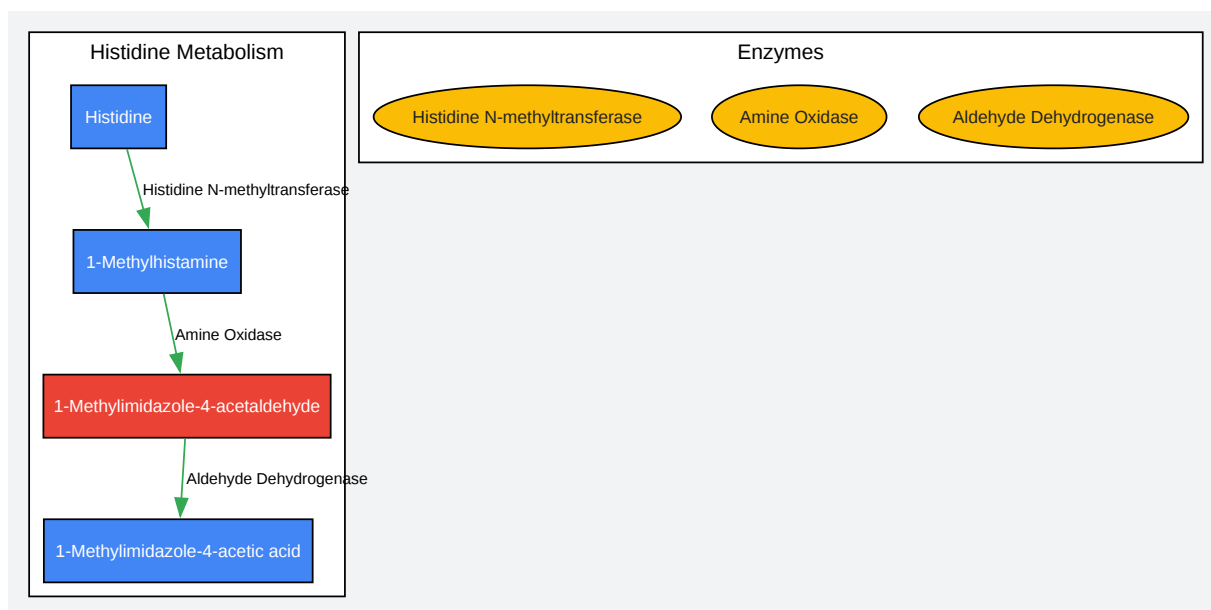 Histidine Metabolism
Histidine
Histidine N-methyltransferase
1-Methylhistamine
Amine Oxidase
1-Methylimidazole-4-acetaldehyde
Aldehyde Dehydrogenase
1-Methylimidazole-4-acetic acid
Enzymes
Histidine N-methyltransferase
Amine Oxidase
Aldehyde Dehydrogenase